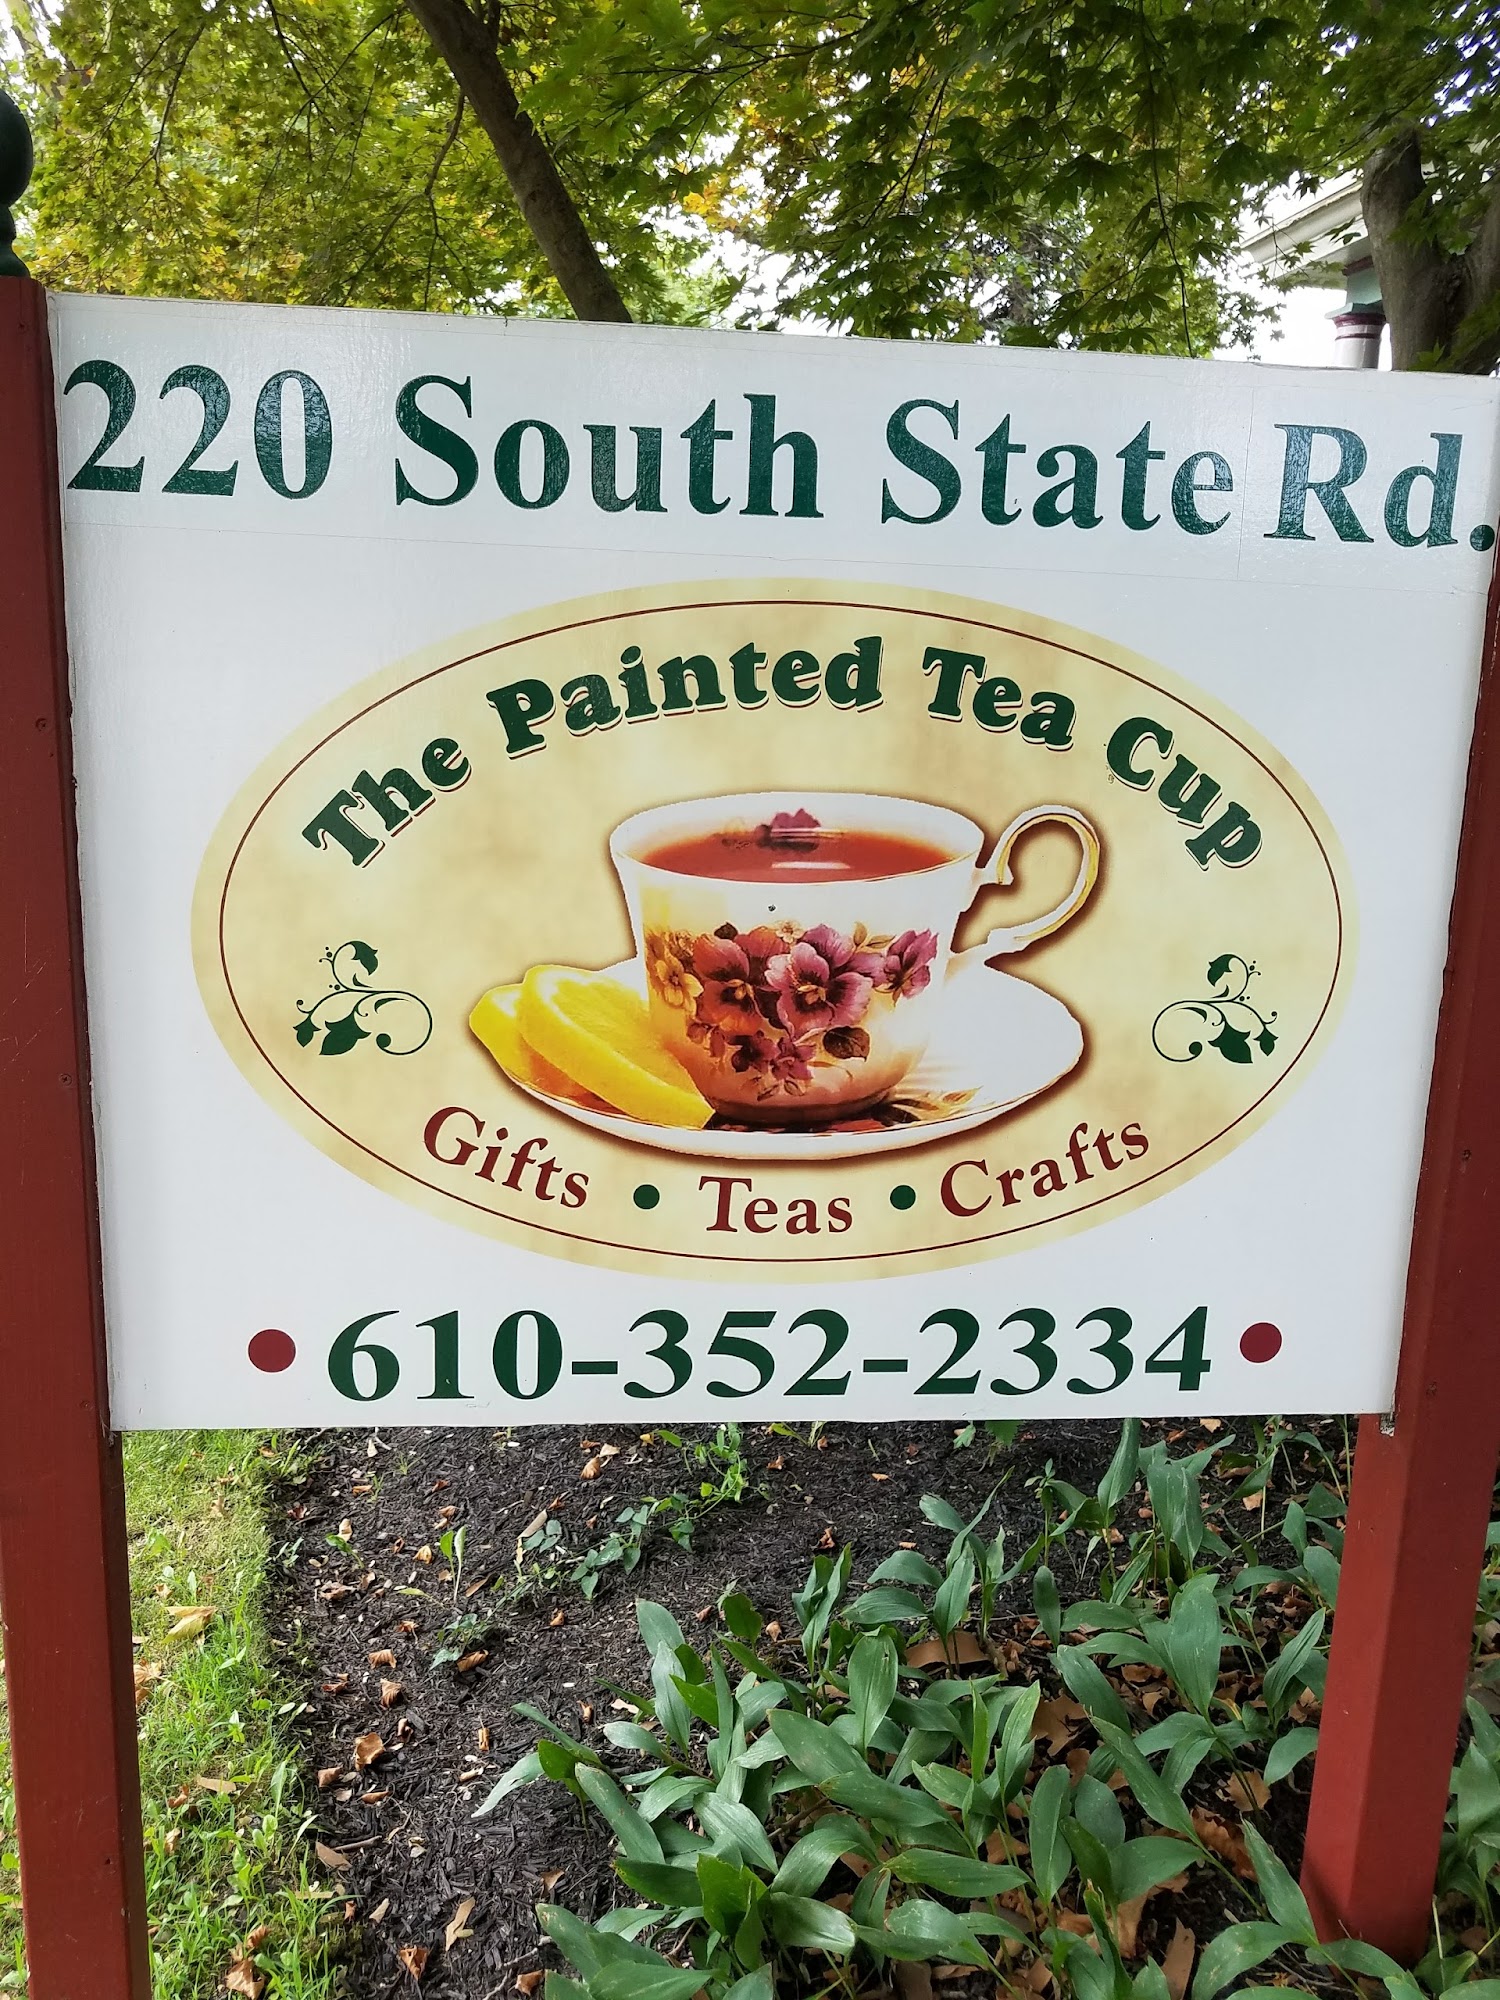 220 South State Rd.
The Painted Tea Cup
Gifts • Teas • Crafts
• 610-352-2334 •